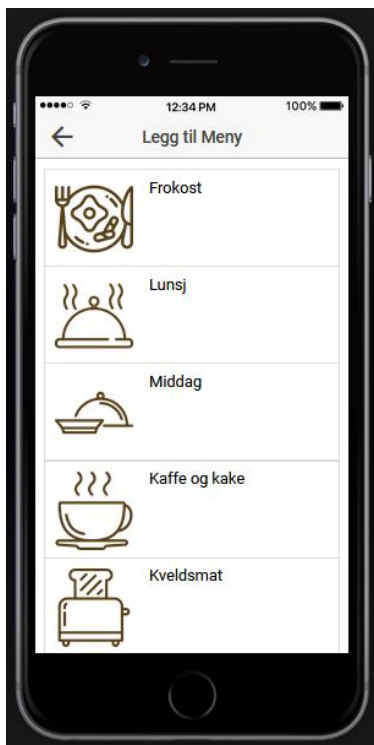 12:34 PM
100%
Legg til Meny
Frokost
Lunsj
Middag
Kaffe og kake
Kveldsmat